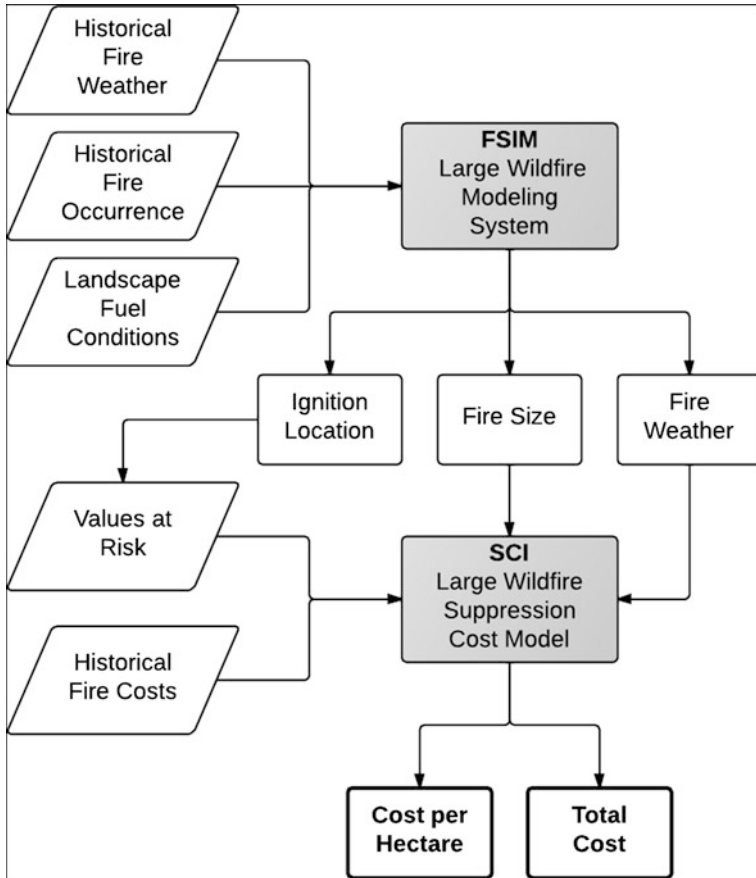 Historical
Fire
Weather
Historical
Fire
Occurrence
Landscape
Fuel
Conditions
FSIM
Large Wildfire
Modeling
System
Ignition
Location
Fire Size
Fire
Weather
Values at
Risk
Historical
Fire Costs
SCI
Large Wildfire
Suppression
Cost Model
Cost per
Hectare
Total
Cost